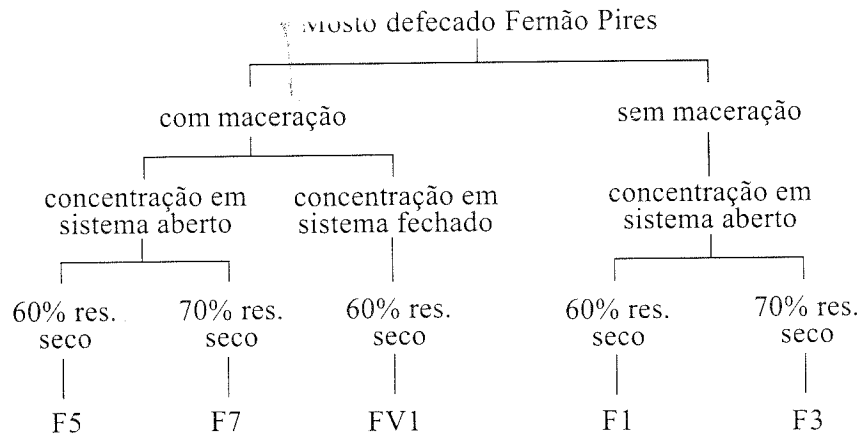 Mosto defecado Fernão Pires
com maceração
sem maceração
concentração em
sistema aberto
concentração em
sistema fechado
concentração em
sistema aberto
60% res.
seco
70% res.
seco
60% res.
seco
60% res.
seco
70% res.
seco
F5
F7
FV1
F1
F3